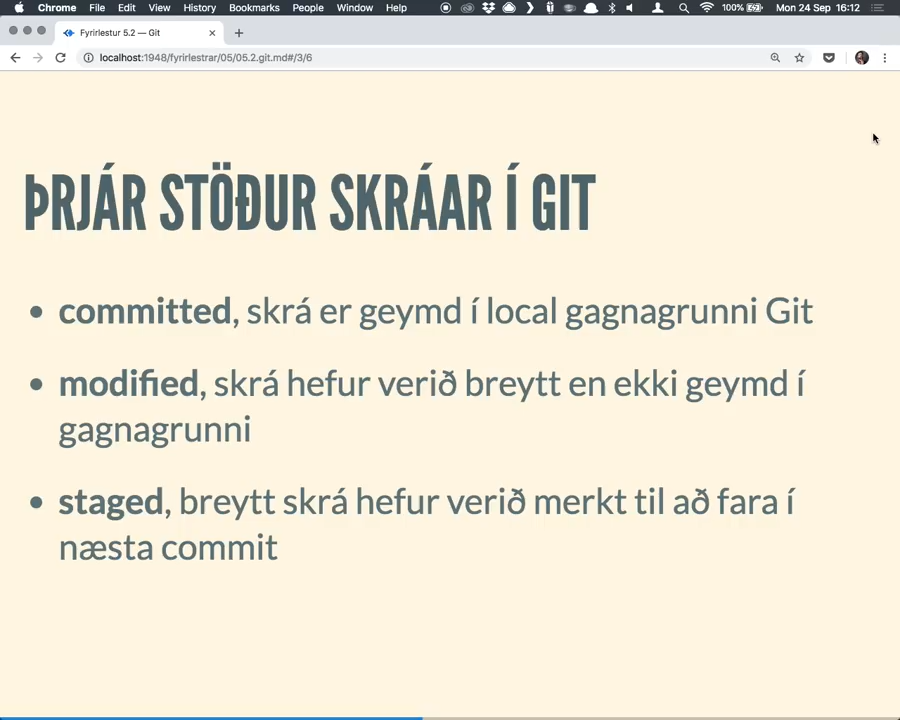 Chrome File Edit View History Bookmarks People Window Help 100% Mon 24 Sep 16:12
Fyrirlestur 5.2 — Git
localhost:1948/fyrirlestrar/05/05.2.git.md#/3/6
ÞRJÁR STÖÐUR SKRÁAR Í GIT
• committed, skrá er geymd í local gagnagrunni Git
• modified, skrá hefur verið breytt en ekki geymd í
gagnagrunni
• staged, breytt skrá hefur verið merkt til að fara í
næsta commit